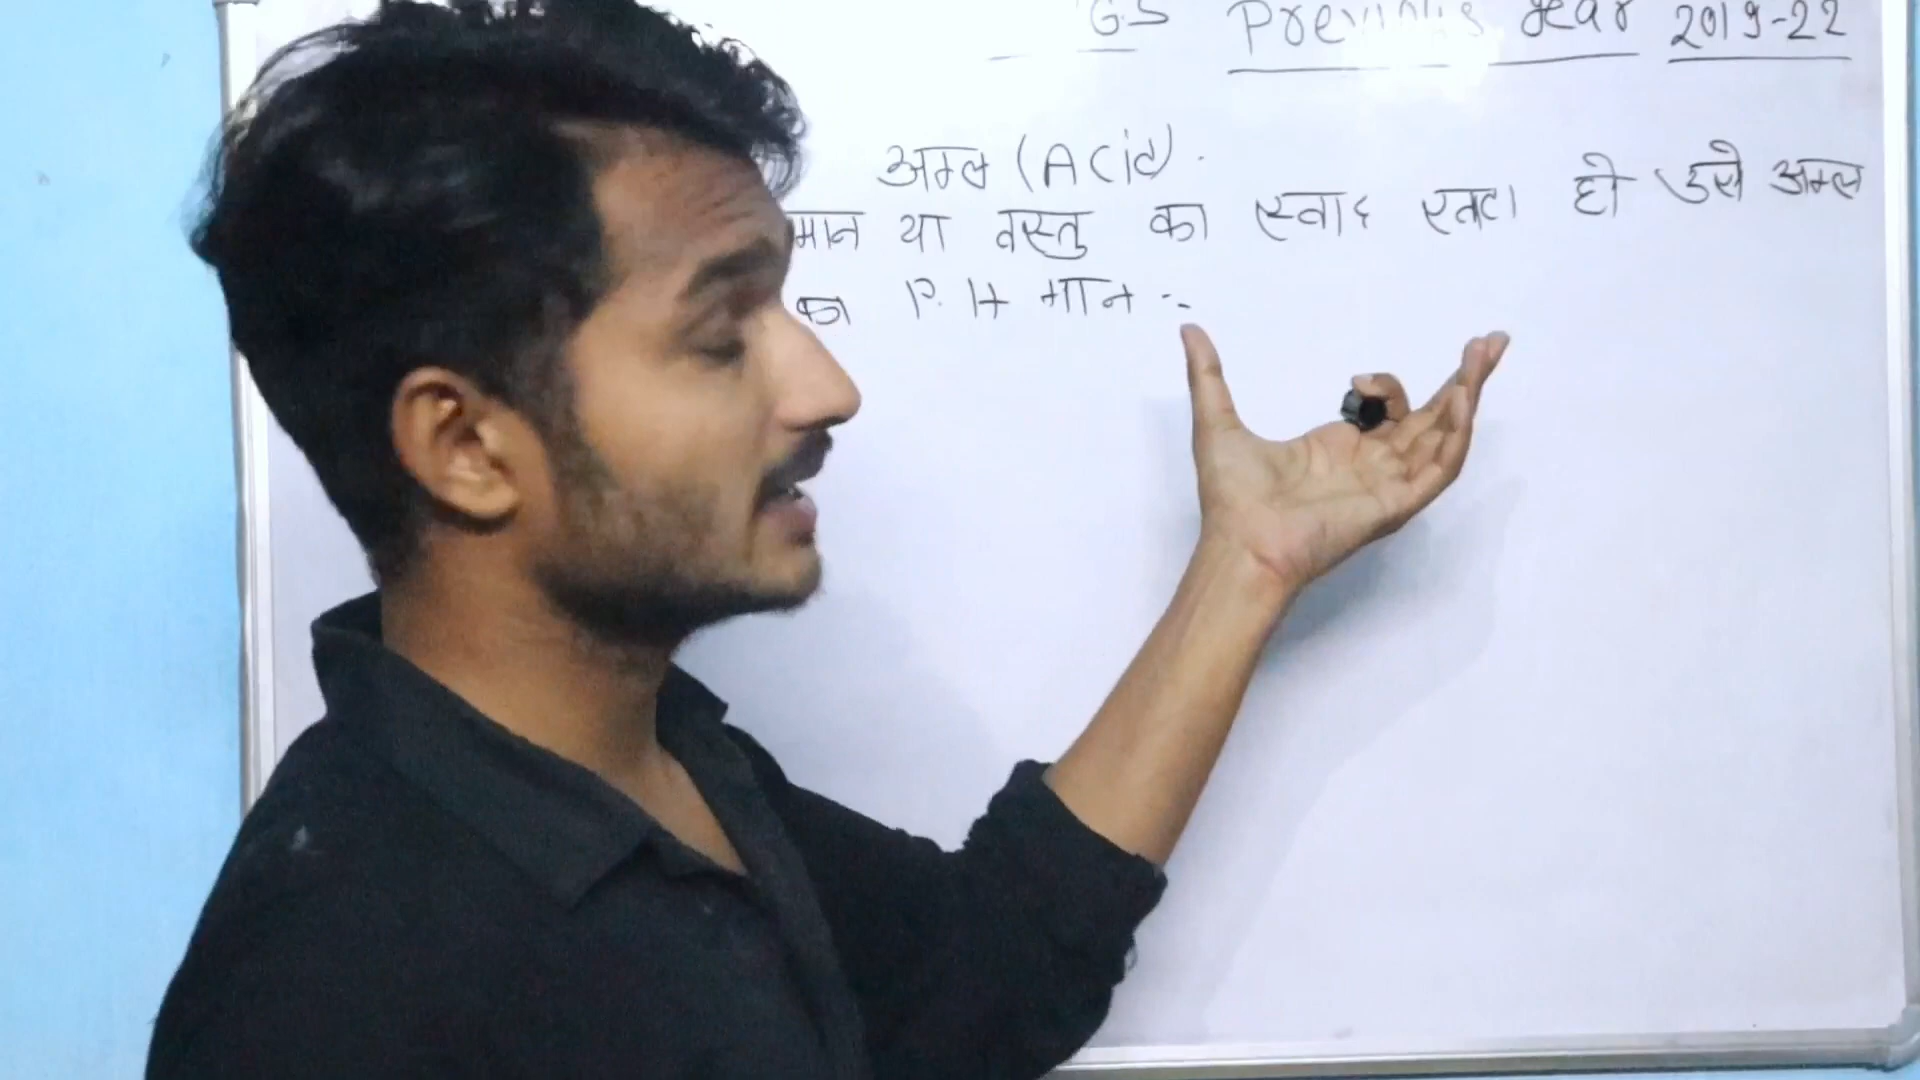 G.S Previous year 2019-22
अम्ल (Acid).
मान या वस्तु का स्वाद खट्टा हो उसे अम्ल
का P.H मान :-